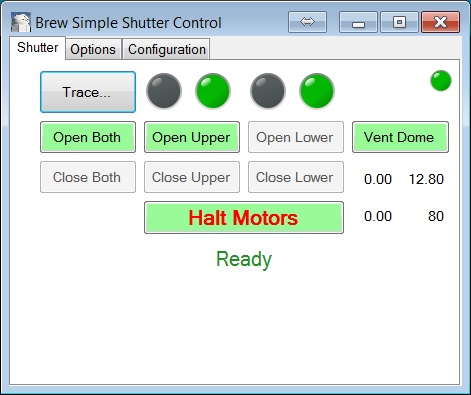 Brew Simple Shutter Control
Shutter Options Configuration
Trace...
Open Both Open Upper Open Lower Vent Dome
Close Both Close Upper Close Lower 0.00 12.80
Halt Motors 0.00 80
Ready